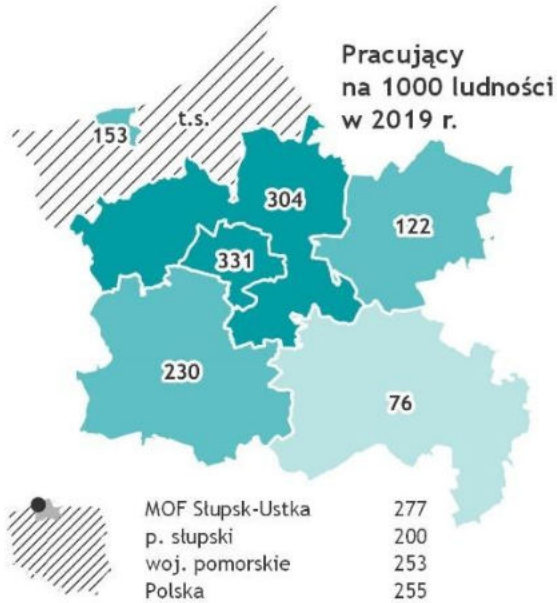 Pracujący
na 1000 ludności
w 2019 r.
t.s.
153
304
122
331
230
76
MOF Słupsk-Ustka 277
p. słupski 200
woj. pomorskie 253
Polska 255